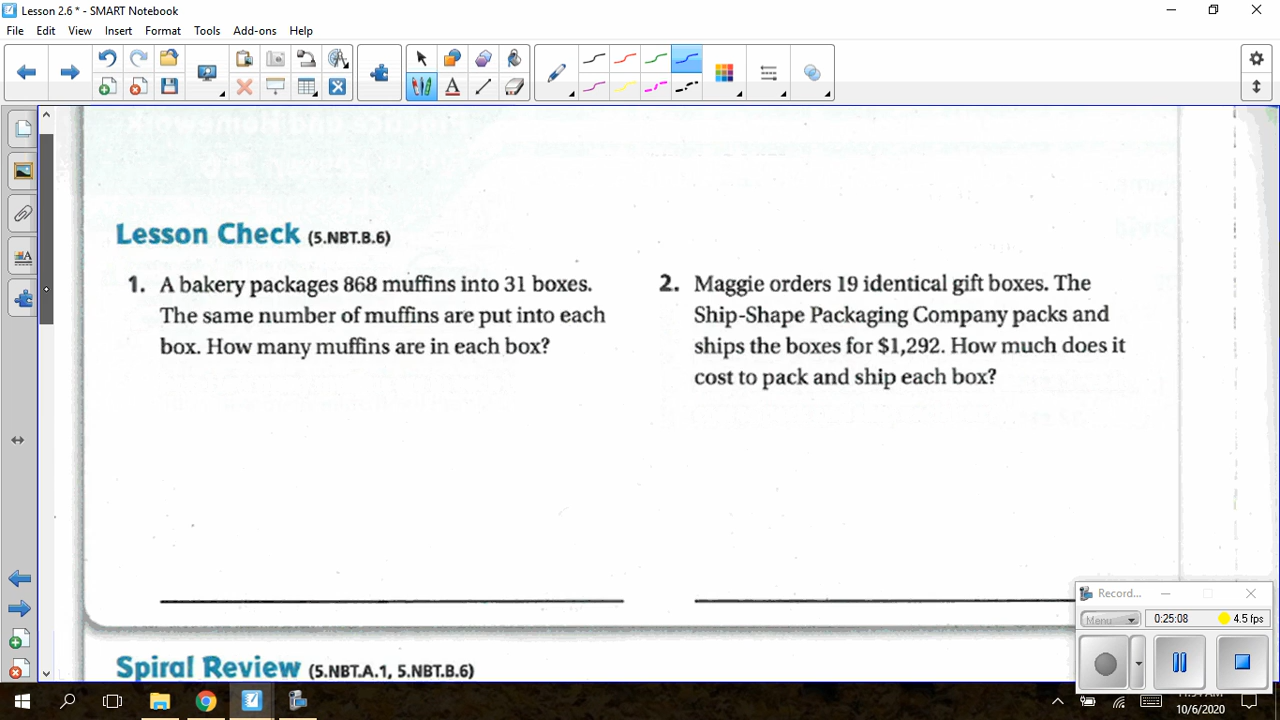 Lesson 2.6 * - SMART Notebook
File Edit View Insert Format Tools Add-ons Help
Lesson Check (5.NBT.B.6)
1. A bakery packages 868 muffins into 31 boxes.
The same number of muffins are put into each
box. How many muffins are in each box?
2. Maggie orders 19 identical gift boxes. The
Ship-Shape Packaging Company packs and
ships the boxes for $1,292. How much does it
cost to pack and ship each box?
Spiral Review (5.NBT.A.1, 5.NBT.B.6)
Record...
Menu
0:25:08
4.5 fps
10/6/2020